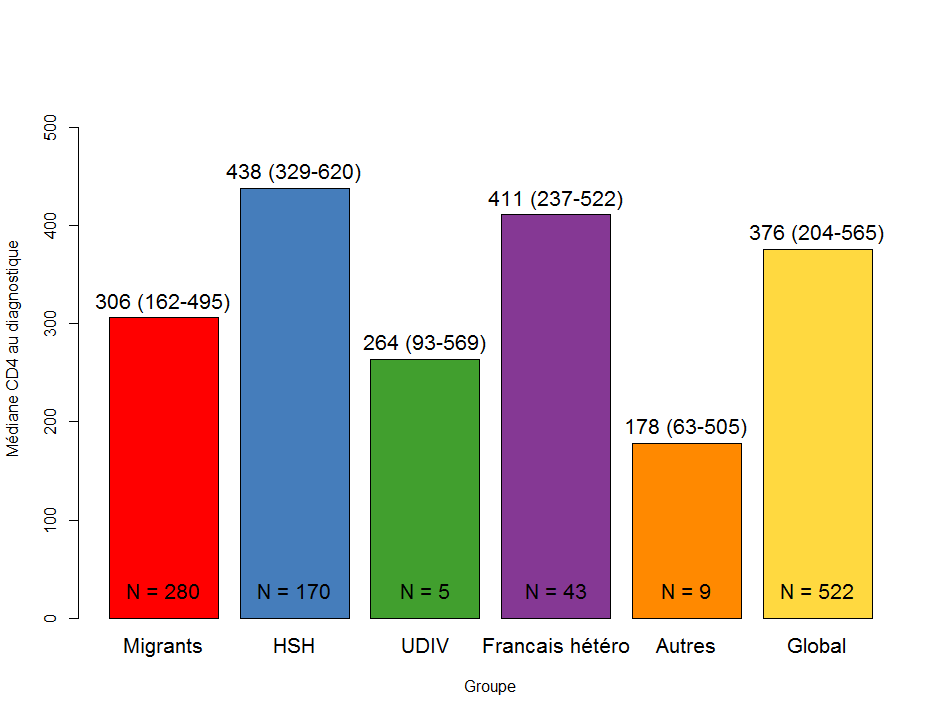 500
400
300
200
100
0
Médiane CD4 au diagnostique
306 (162-495)
438 (329-620)
264 (93-569)
411 (237-522)
178 (63-505)
376 (204-565)
N = 280
N = 170
N = 5
N = 43
N = 9
N = 522
Migrants
HSH
UDIV
Francais hétéro
Autres
Global
Groupe